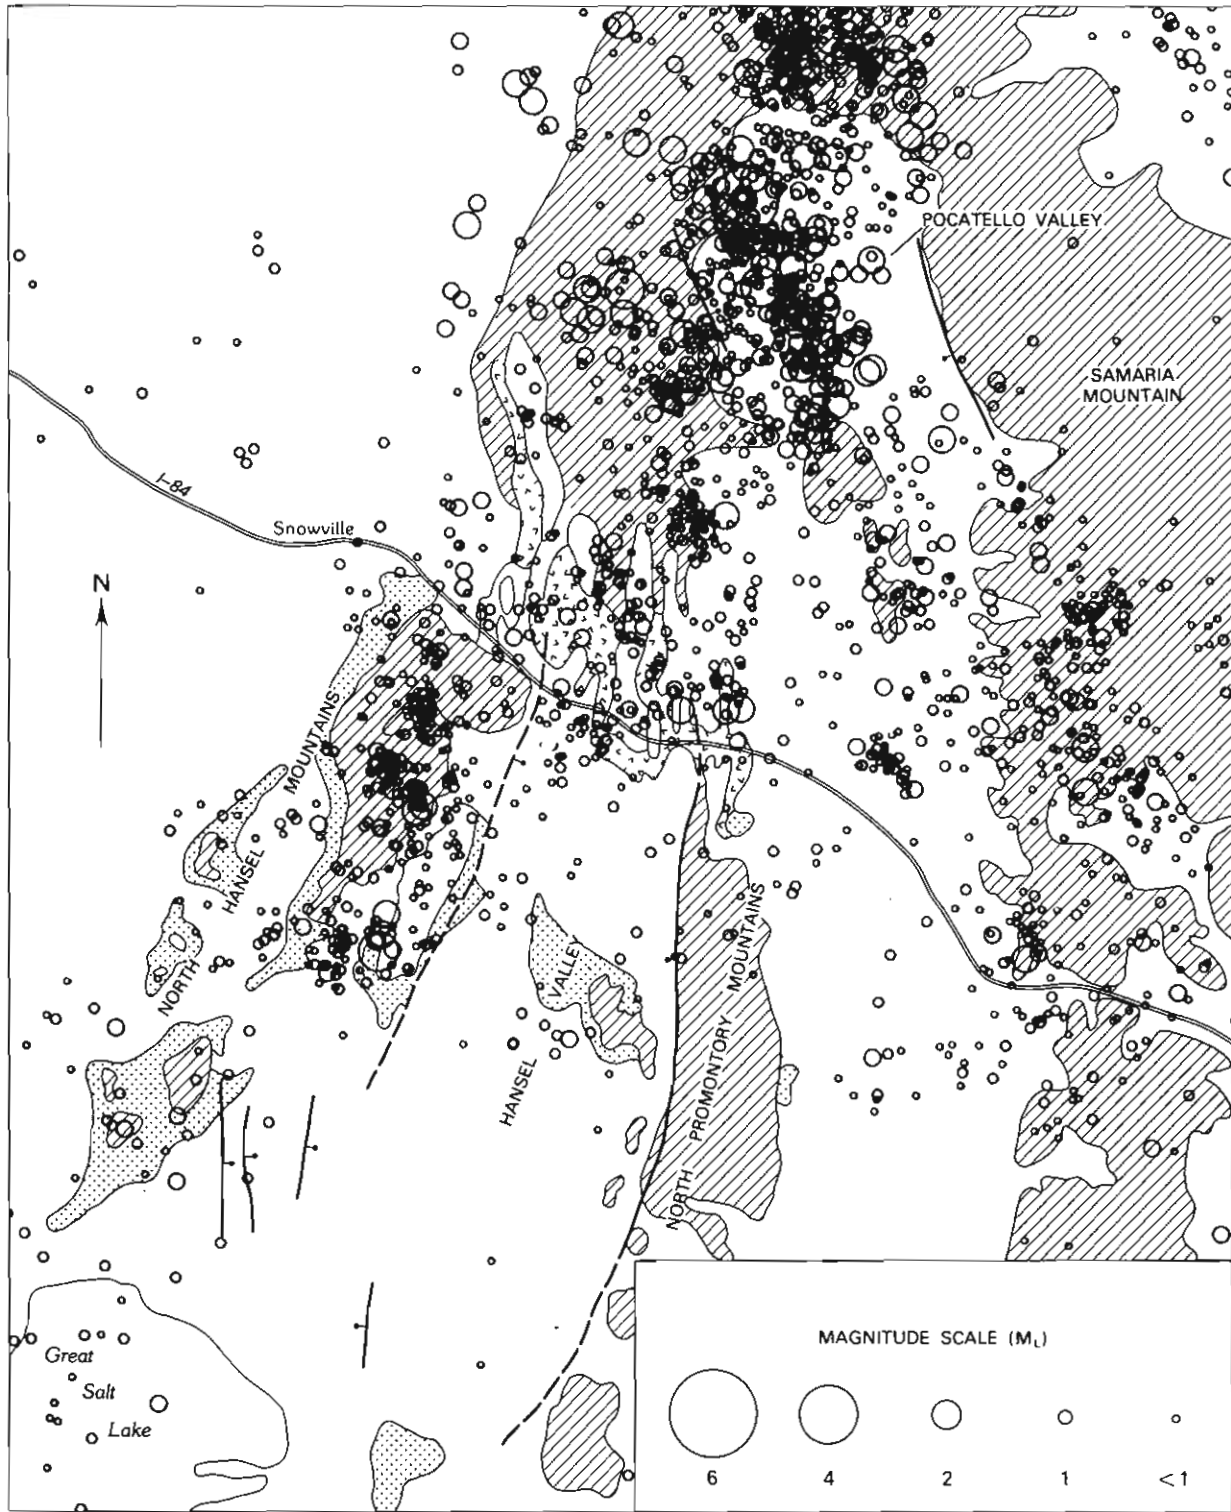 POCATELLO VALLEY
SAMARIA
MOUNTAIN
I-84
Snowville
N
NORTH HANSEL MOUNTAINS
HANSEL VALLEY
NORTH PROMONTORY MOUNTAINS
Great
Salt
Lake
MAGNITUDE SCALE (M_L)
6 4 2 1 <1